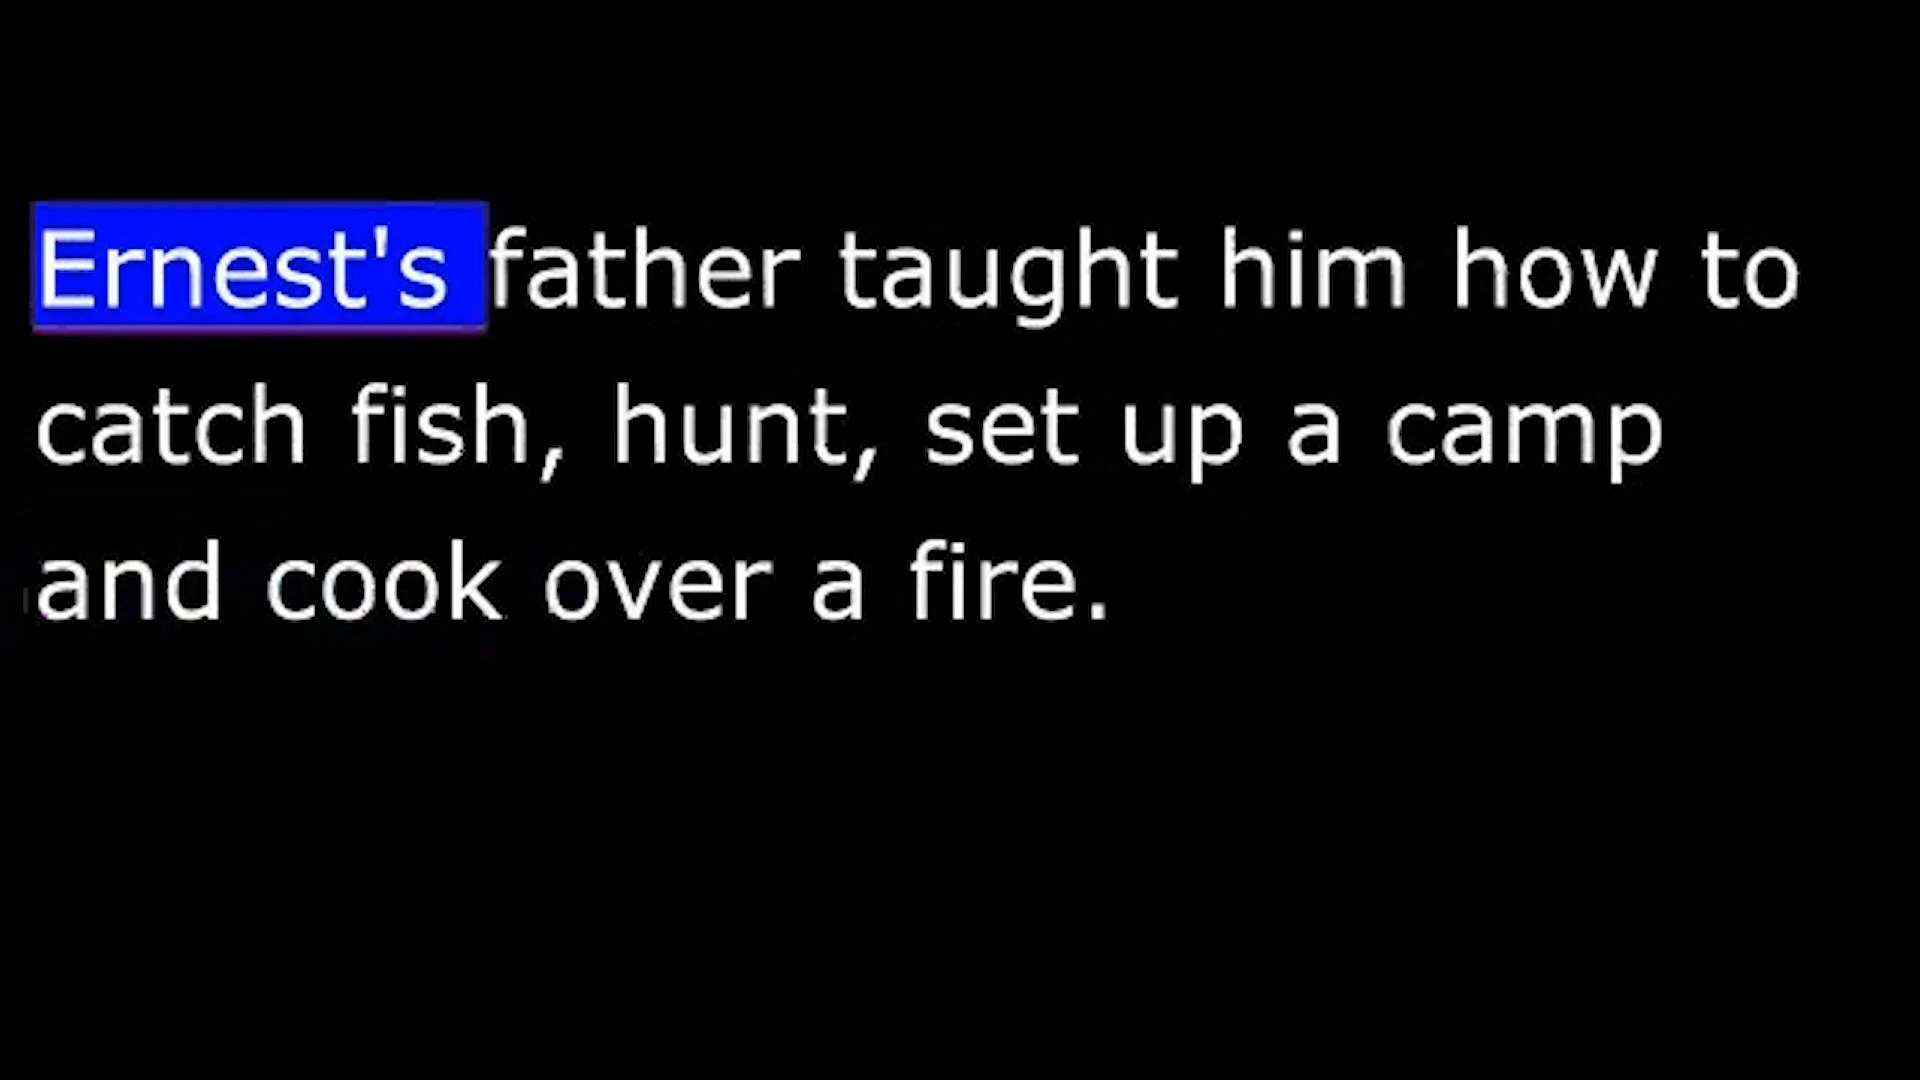 Ernest's father taught him how to
catch fish, hunt, set up a camp
and cook over a fire.